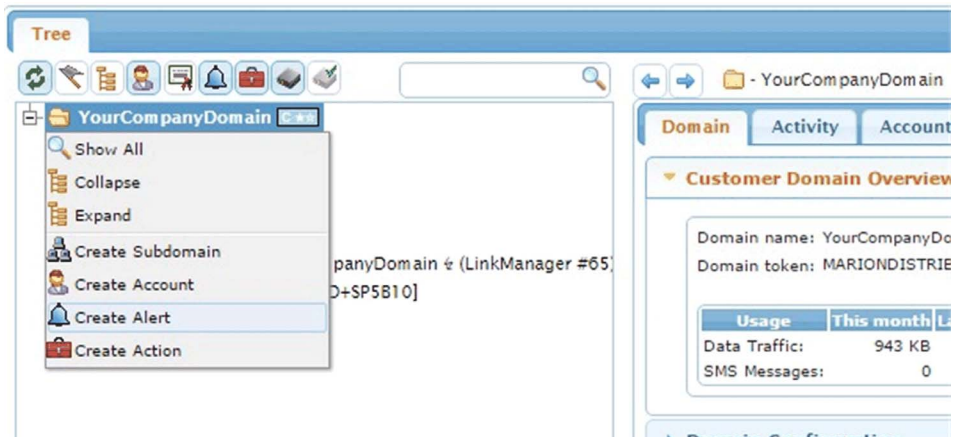 Tree
- YourCompanyDomain
YourCompanyDomain C
Show All
Collapse
Expand
Create Subdomain
Create Account
Create Alert
Create Action
(LinkManager #65)
+SP5B10]
Domain Activity Account
Customer Domain Overview
Domain name: YourCompanyDo
Domain token: MARIONDISTRIB
Usage This month
Data Traffic: 943 KB
SMS Messages: 0